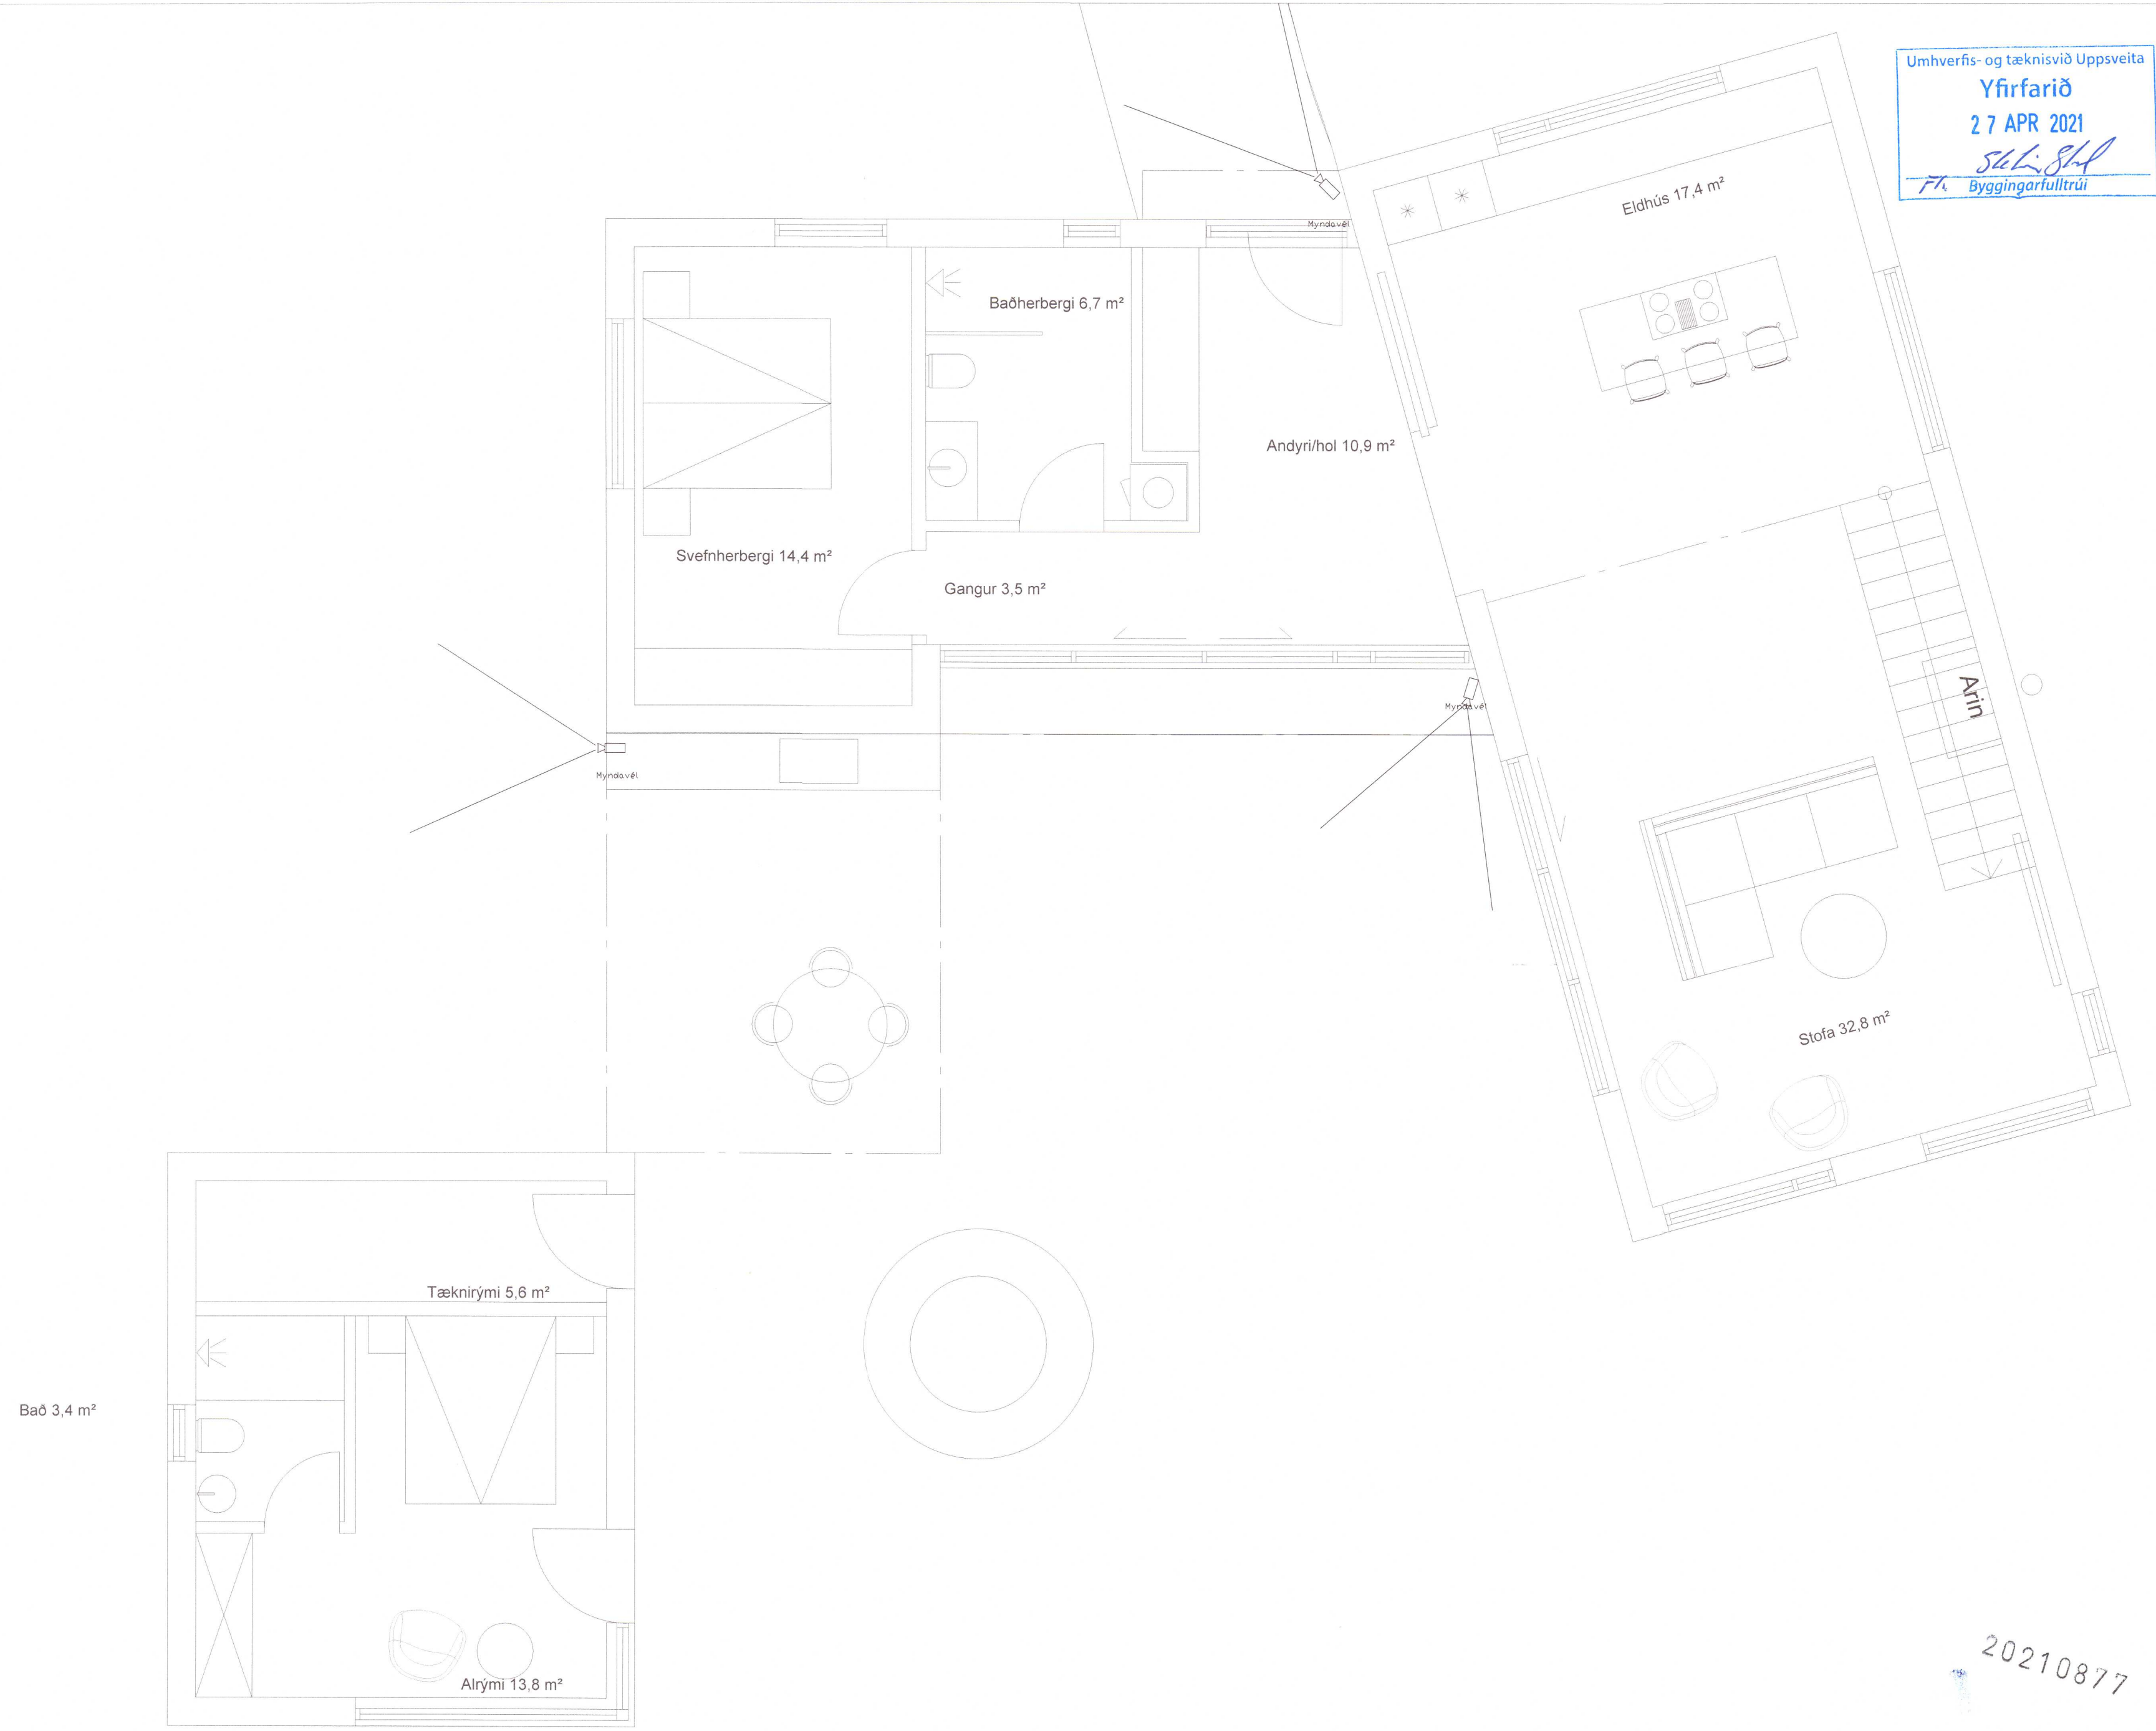 Umhverfis- og tæknisvið Uppsveita
Yfirfarið
27 APR 2021
Byggingarfulltrúi
Eldhús 17,4 m²
Myndavél
Baðherbergi 6,7 m²
Andyri/hol 10,9 m²
Svefnherbergi 14,4 m²
Gangur 3,5 m²
Arin
Myndavél
Myndavél
Stofa 32,8 m²
Tæknirými 5,6 m²
Bað 3,4 m²
Alrými 13,8 m²
20210877